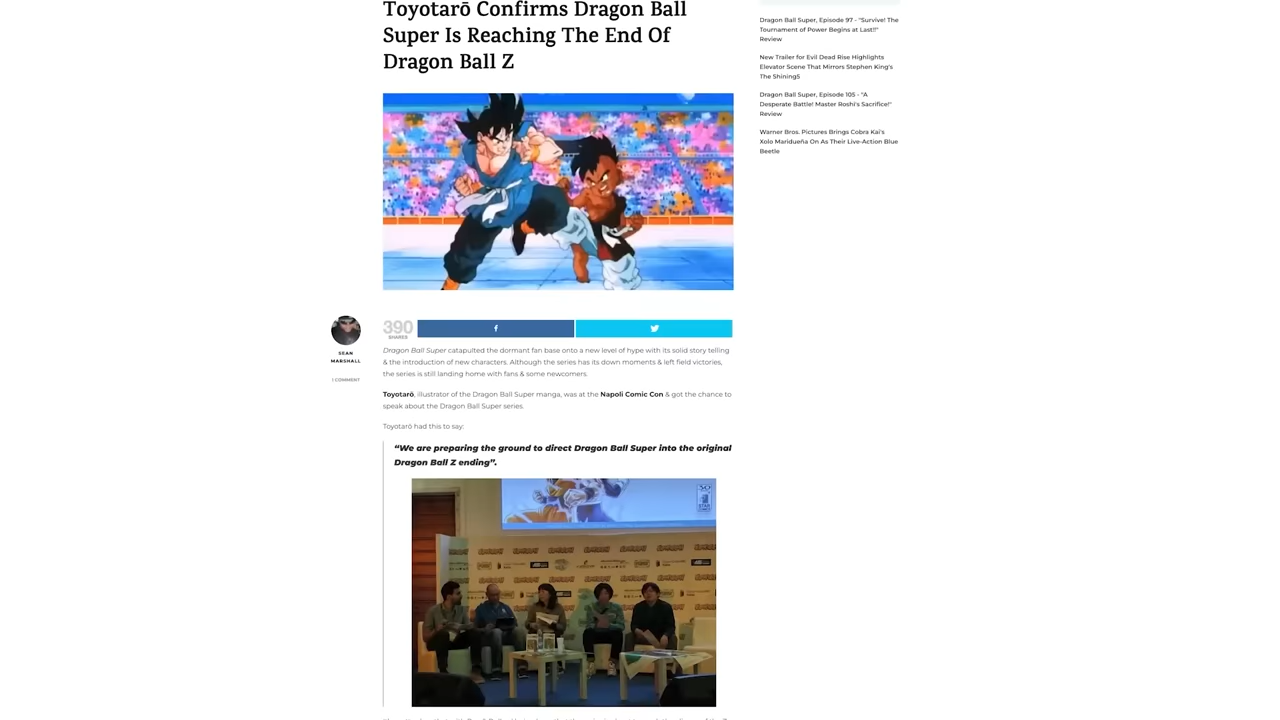 Toyotarō Confirms Dragon Ball
Super Is Reaching The End Of
Dragon Ball Z
SEAN
MARSHALL
1 COMMENT
390
SHARES
Dragon Ball Super catapulted the dormant fan base onto a new level of hype with its solid story telling
& the introduction of new characters. Although the series has its down moments & left field victories,
the series is still landing home with fans & some newcomers.
Toyotarō, illustrator of the Dragon Ball Super manga, was at the Napoli Comic Con & got the chance to
speak about the Dragon Ball Super series.
Toyotarō had this to say:
“We are preparing the ground to direct Dragon Ball Super into the original
Dragon Ball Z ending”.
STAR
Dragon Ball Super, Episode 97 - "Survive! The
Tournament of Power Begins at Last!!"
Review
New Trailer for Evil Dead Rise Highlights
Elevator Scene That Mirrors Stephen King's
The Shining5
Dragon Ball Super, Episode 105 - "A
Desperate Battle! Master Roshi's Sacrifice!"
Review
Warner Bros. Pictures Brings Cobra Kai's
Xolo Maridueña On As Their Live-Action Blue
Beetle